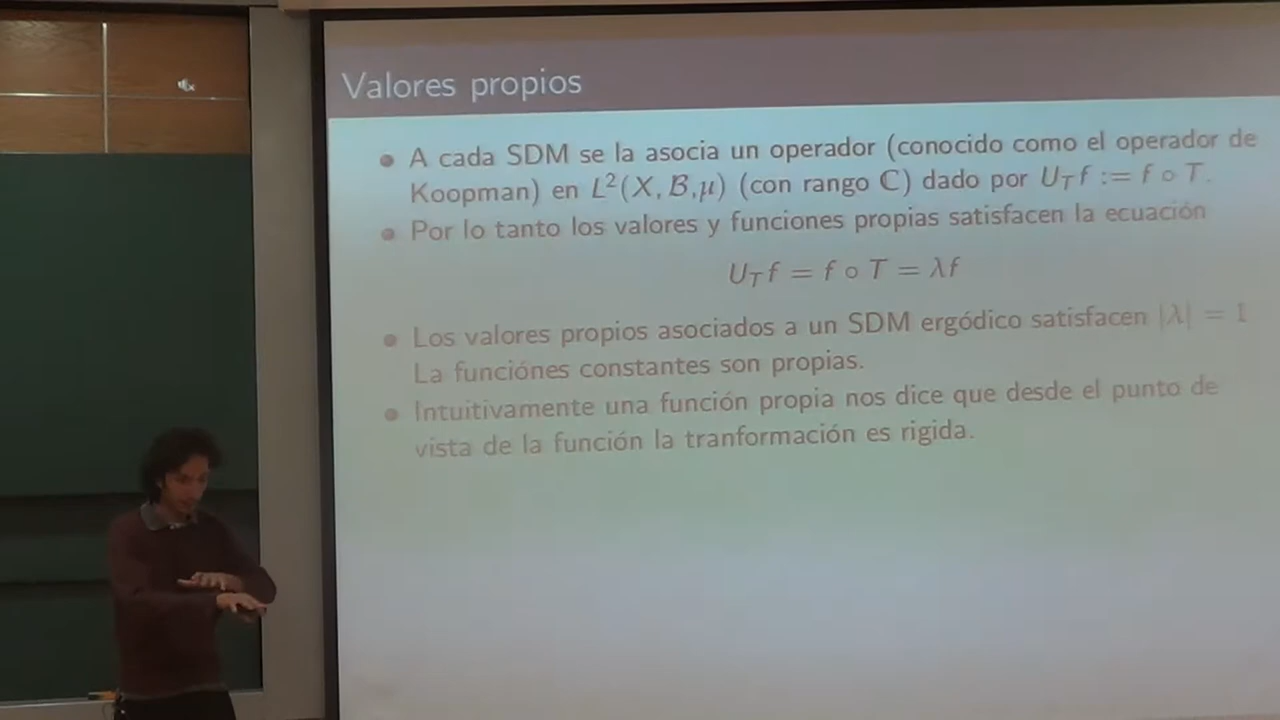 Valores propios
A cada SDM se la asocia un operador (conocido como el operador de
Koopman) en L²(X, B,μ) (con rango ℂ) dado por U_T f := f ∘ T.
Por lo tanto los valores y funciones propias satisfacen la ecuación
U_T f = f ∘ T = λf
Los valores propios asociados a un SDM ergódico satisfacen |λ| = 1
La funciónes constantes son propias.
Intuitivamente una función propia nos dice que desde el punto de
vista de la función la tranformación es rigida.